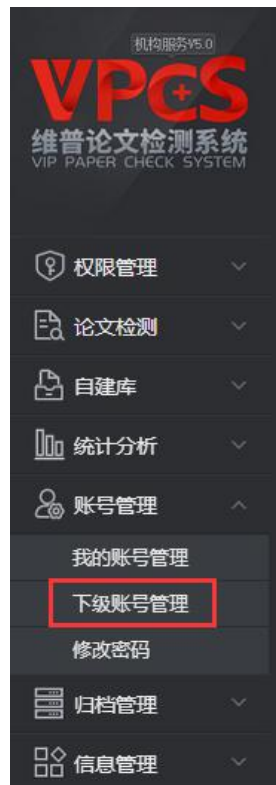 机构服务V5.0
VPCS
维普论文检测系统
VIP PAPER CHECK SYSTEM
权限管理
论文检测
自建库
统计分析
账号管理
我的账号管理
下级账号管理
修改密码
归档管理
信息管理